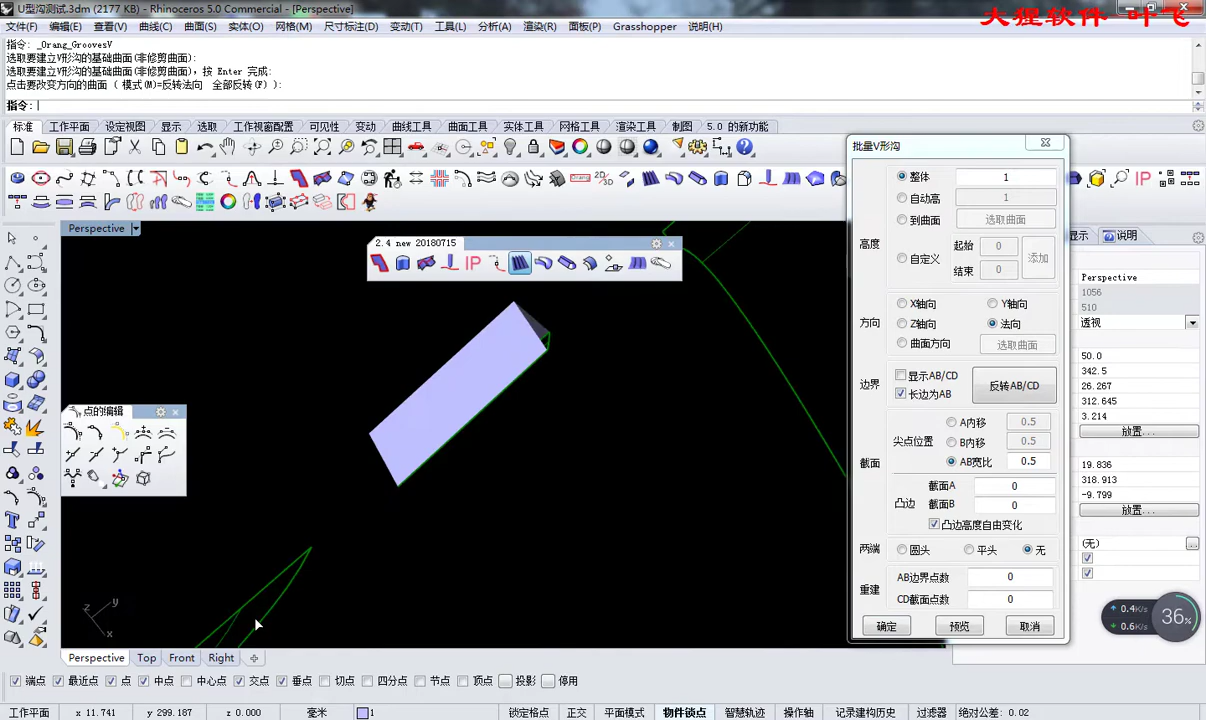 U型沟测试.3dm (2177 KB) - Rhinoceros 5.0 Commercial - [Perspective]
大猩软件 叶飞
文件(F) 编辑(E) 查看(V) 曲线(C) 曲面(S) 实体(O) 网格(M) 尺寸标注(D) 变动(T) 工具(L) 分析(A) 渲染(R) 面板(P) Grasshopper 说明(H)
指令: _Orang_GroovesV
选取要建立V形沟的基础曲面(非修剪曲面):
选取要建立V形沟的基础曲面(非修剪曲面), 按 Enter 完成:
点击要改变方向的曲面 ( 模式(M)=反转法向 全部反转(F) ):
指令:
标准 工作平面 设定视图 显示 选取 工作视窗配置 可见性 变动 曲线工具 曲面工具 实体工具 网格工具 渲染工具 制图 5.0 的新功能
批量V形沟
2D/3D
IP
IP
整体 1
自动高 1
到曲面 选取曲面
高度
自定义
起始 0
结束 0
添加
显示 说明
Perspective
2.4 new 20180715
IP
Perspective
1056
510
透视
方向
X轴向 Y轴向
Z轴向 法向
曲面方向 选取曲面
50.0
342.5
26.267
312.645
3.214
放置...
边界
显示AB/CD
长边为AB
反转AB/CD
点的编辑
截面
尖点位置
A内移 0.5
B内移 0.5
AB宽比 0.5
19.836
318.913
-9.799
放置...
凸边
截面A 0
截面B 0
凸边高度自由变化
两端 圆头 平头 无
(无) ...
重建
AB边界点数 0
CD截面点数 0
确定 预览 取消
0.4K/s
0.6K/s
36%
z y
x
Perspective Top Front Right
端点 最近点 点 中点 中心点 交点 垂点 切点 四分点 节点 顶点 投影 停用
工作平面 x 11.741 y 299.187 z 0.000 毫米 1 锁定格点 正交 平面模式 物件锁点 智慧轨迹 操作轴 记录建构历史 过滤器 绝对公差: 0.02